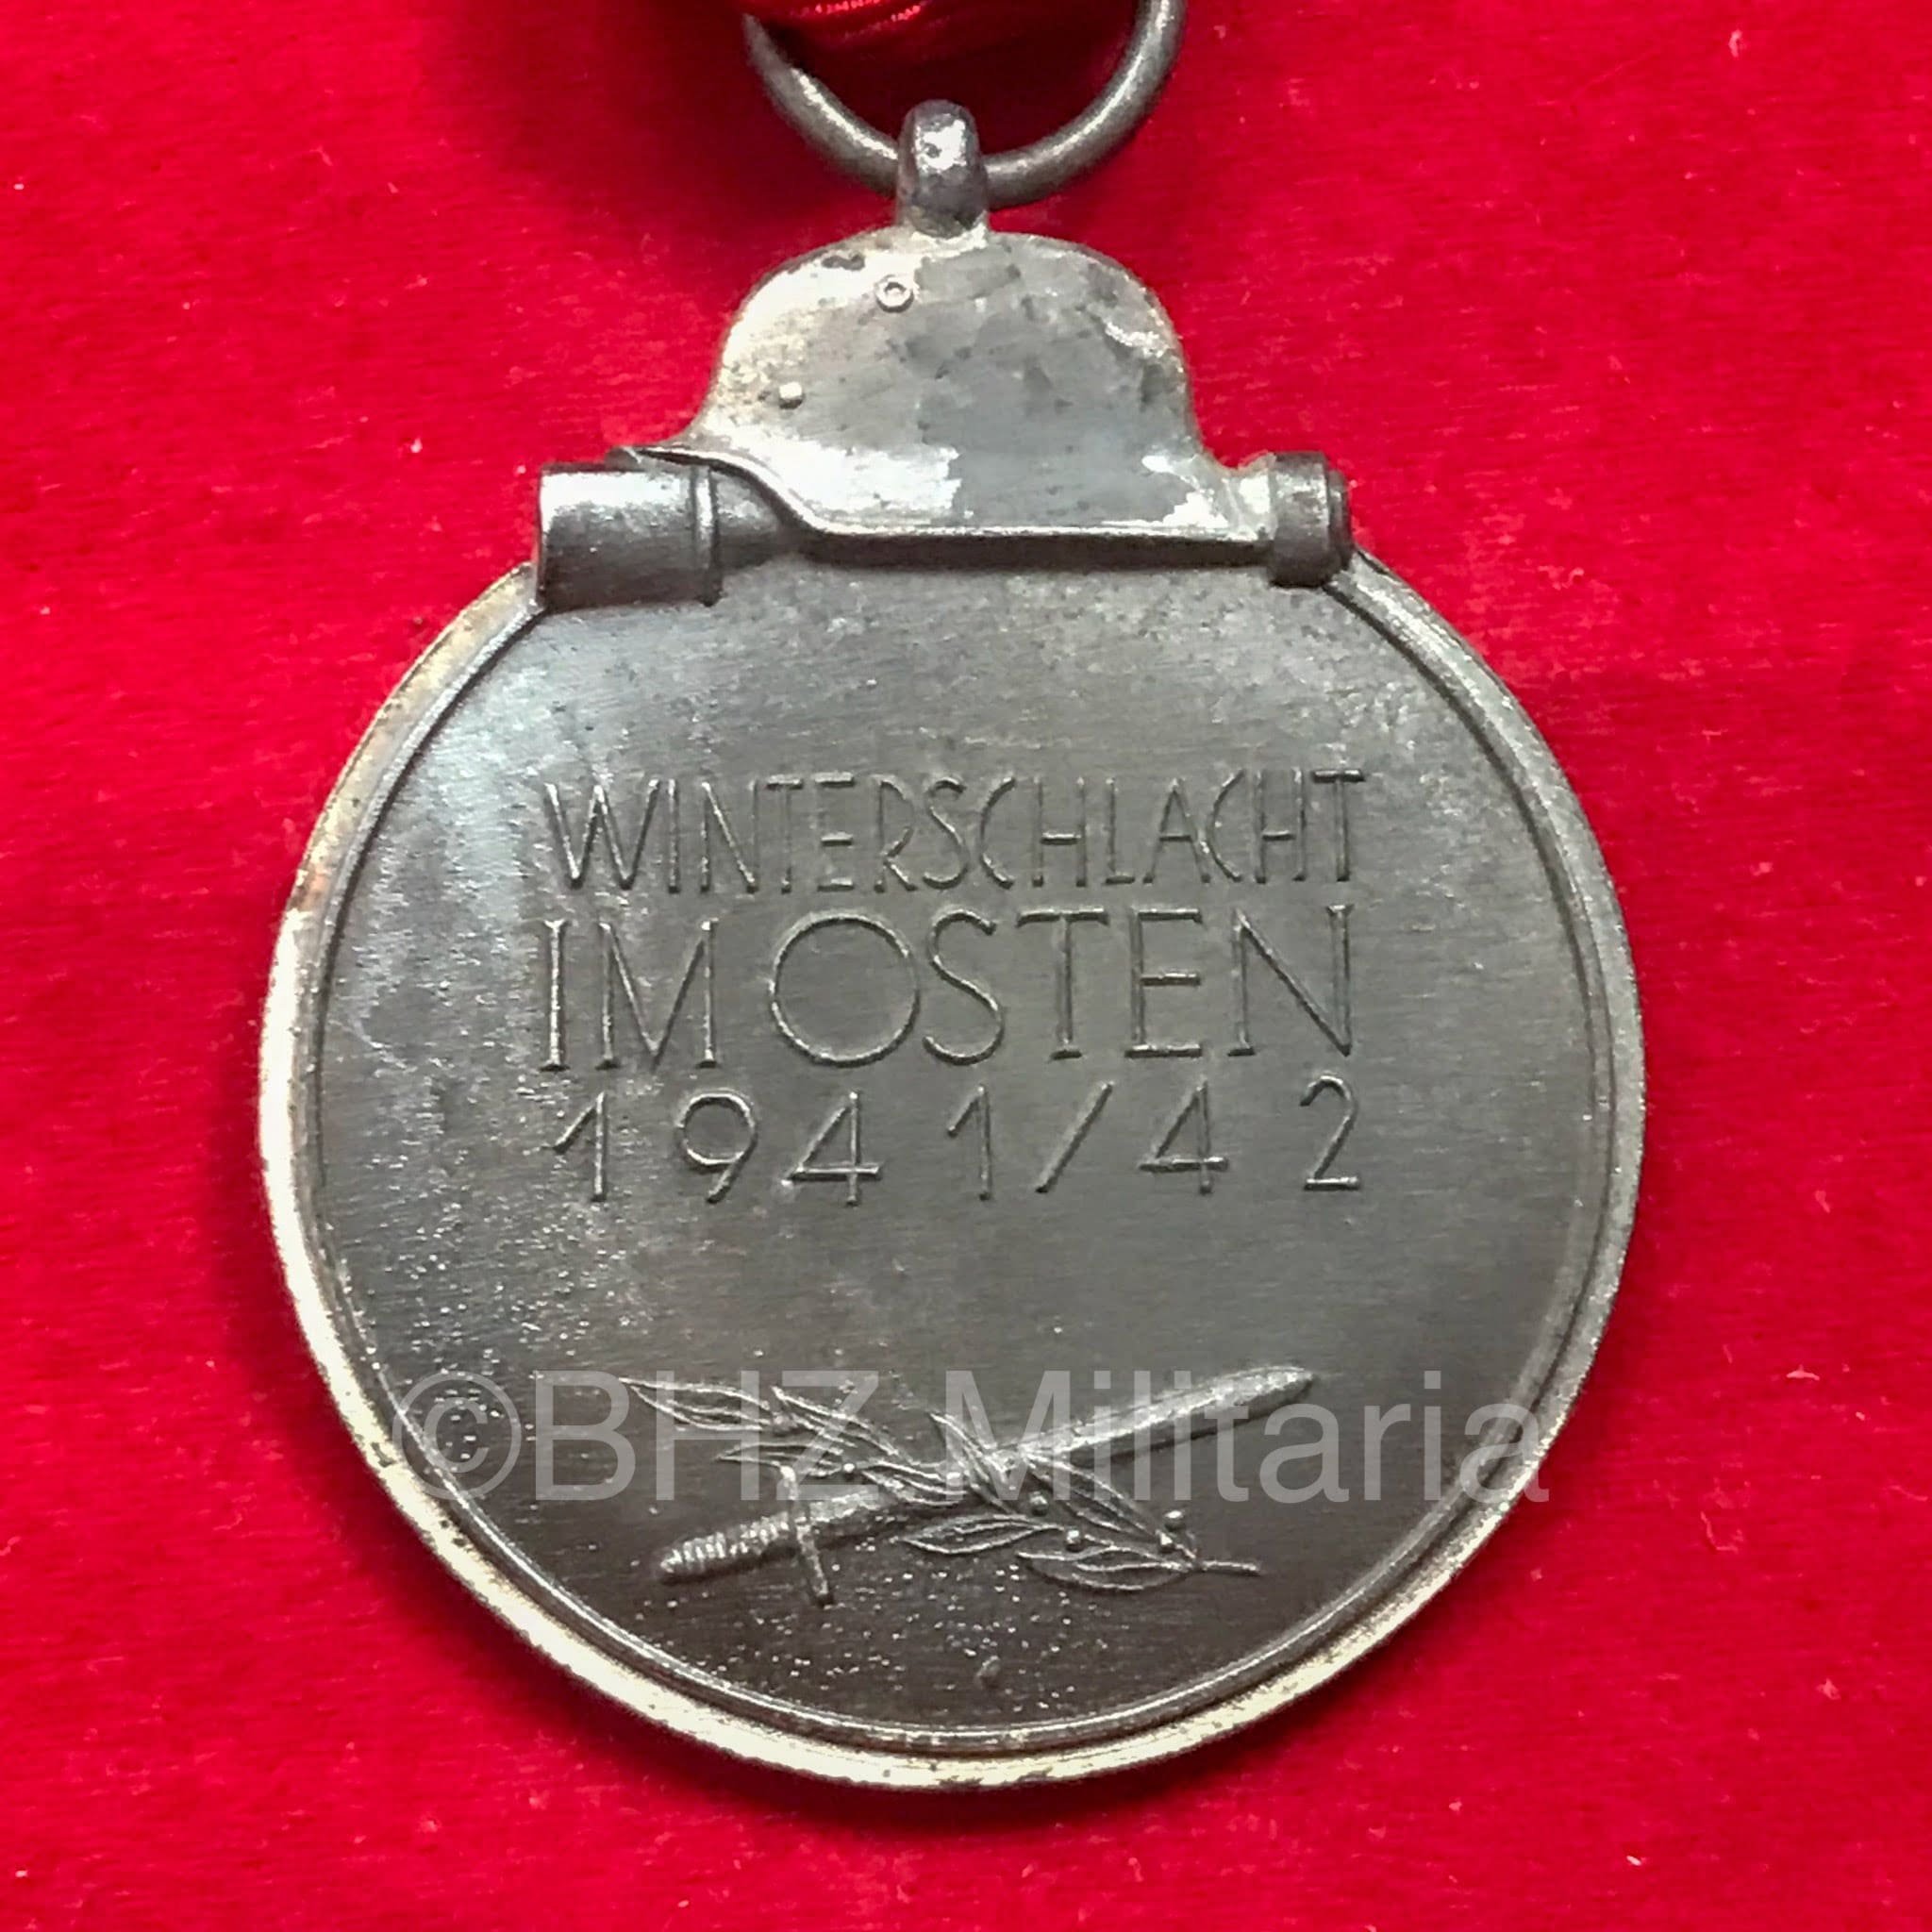 WINTERSCHLACHT
IM OSTEN
1941/42
©BHZ Militaria